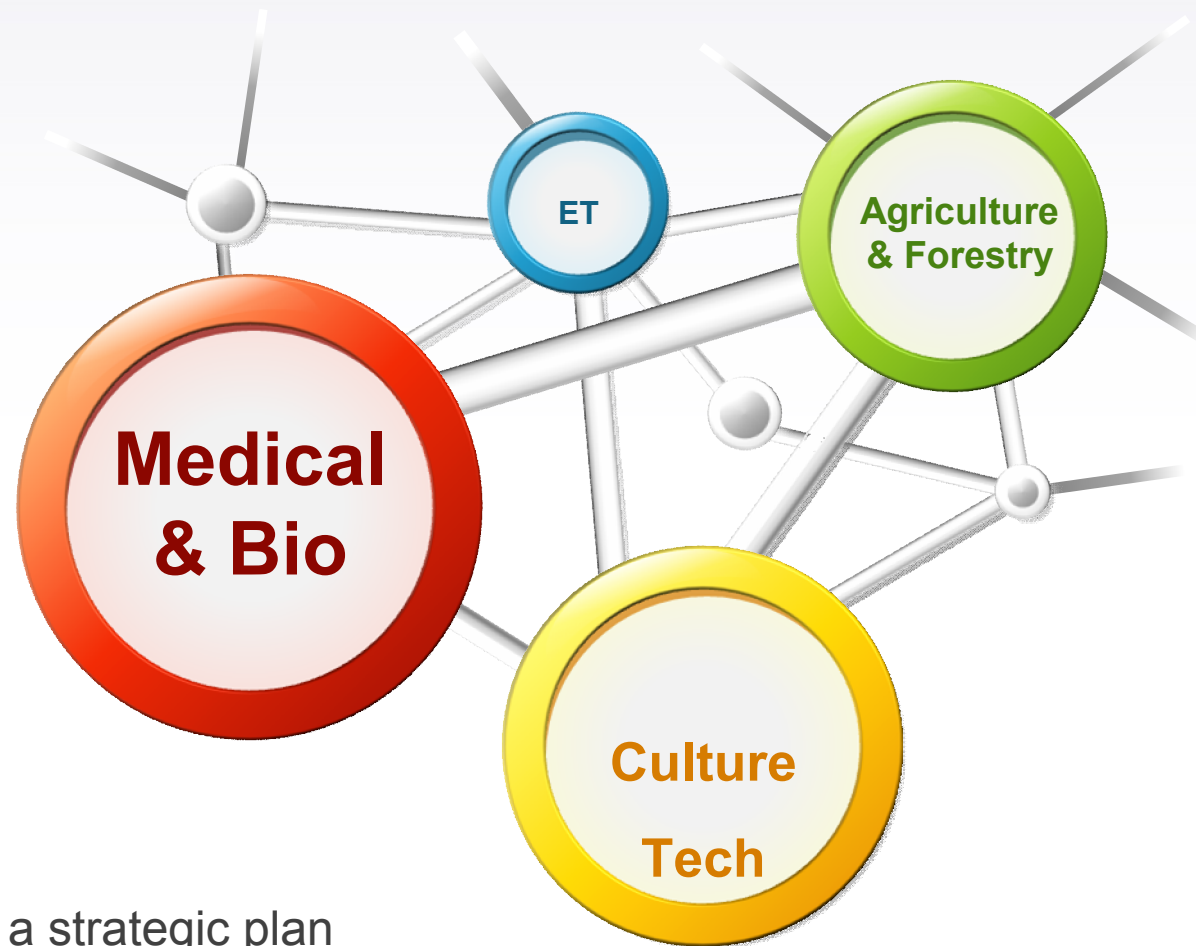 ET
Agriculture
& Forestry
Medical
& Bio
Culture
Tech
a strategic plan